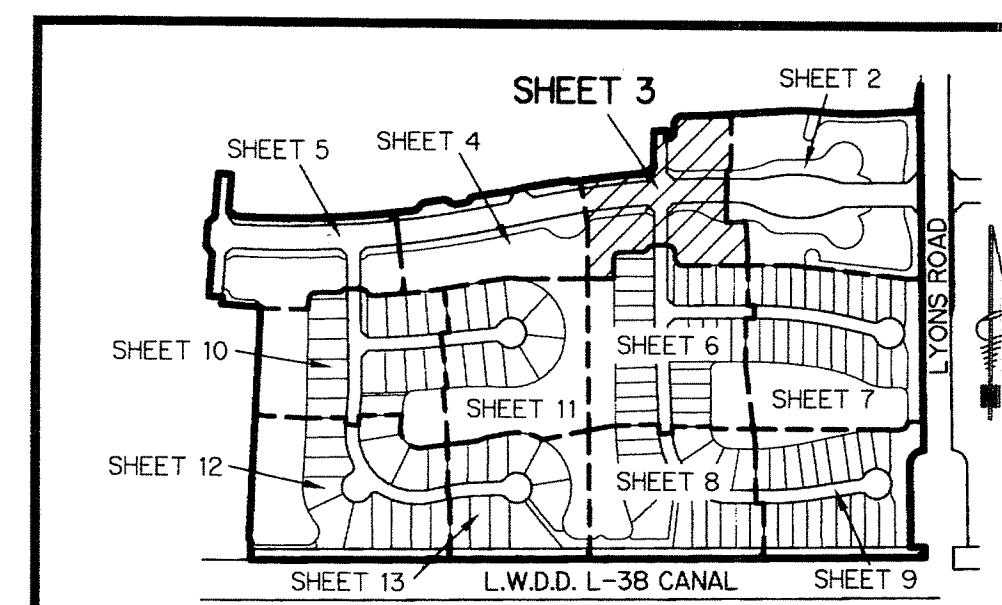 SHEET 2
SHEET 3
SHEET 4
SHEET 5
LYONS ROAD
SHEET 6
SHEET 10
SHEET 7
SHEET 11
SHEET 12
SHEET 8
SHEET 13
L.W.D.D. L-38 CANAL
SHEET 9